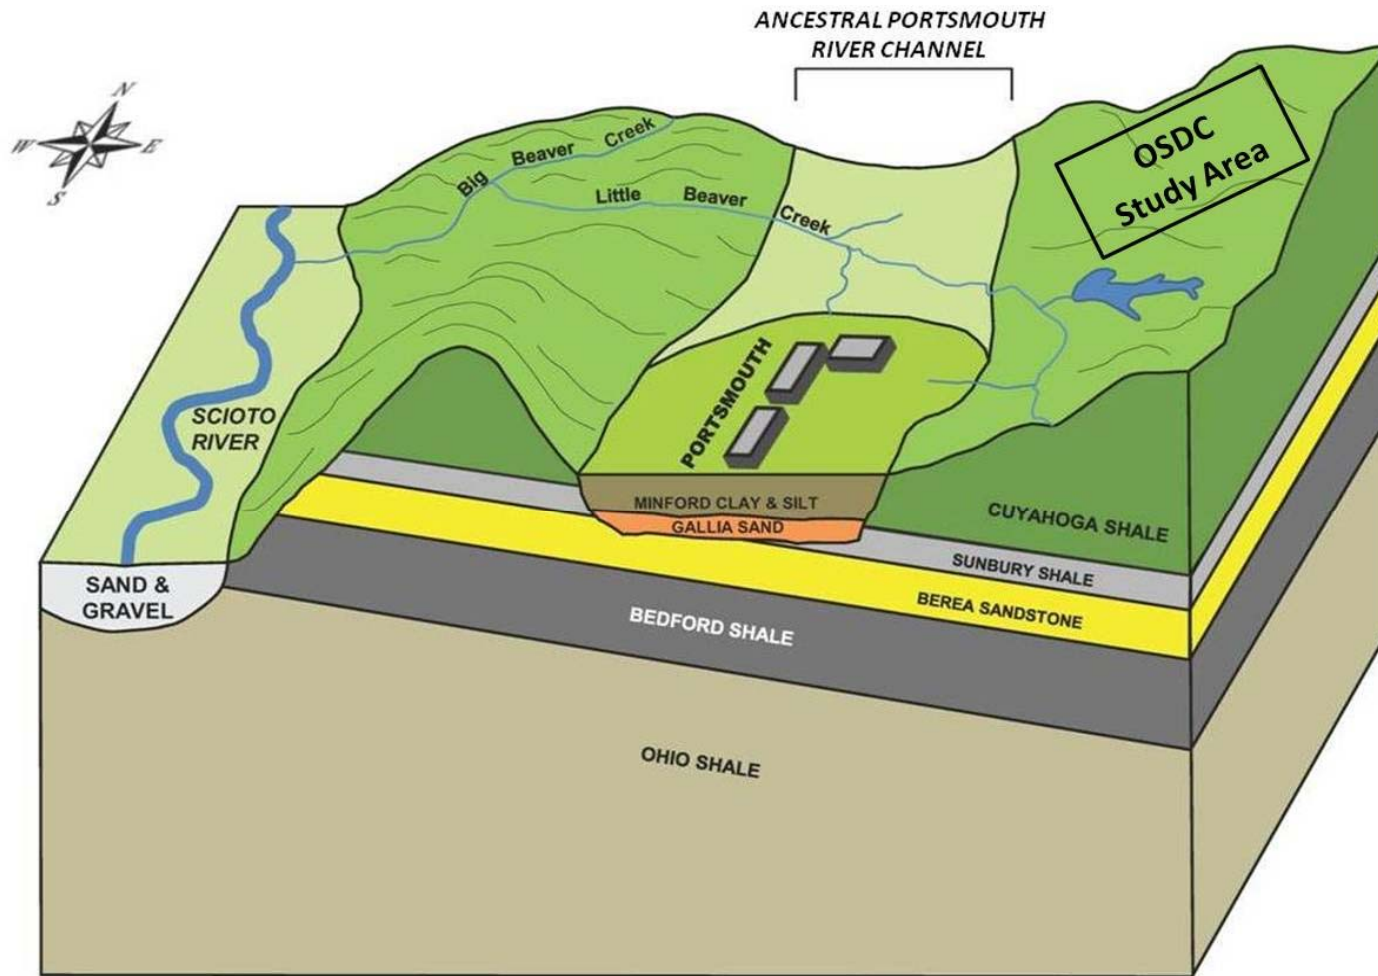 ANCESTRAL PORTSMOUTH
RIVER CHANNEL
N
W
E
S
OSDC
Study Area
Big Beaver Creek
Little Beaver Creek
SCIOTO
RIVER
PORTSMOUTH
MINFORD CLAY & SILT
GALLIA SAND
CUYAHOGA SHALE
SUNBURY SHALE
BEREA SANDSTONE
SAND &
GRAVEL
BEDFORD SHALE
OHIO SHALE